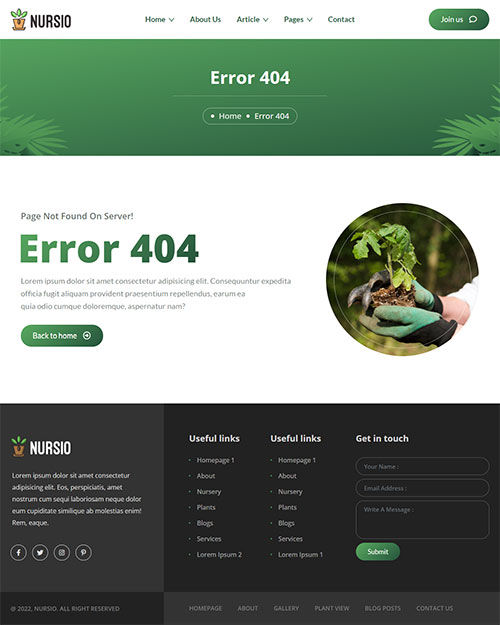 NURSIO
Home About Us Article Pages Contact
Join us
Error 404
Home Error 404
Page Not Found On Server!
Error 404
Lorem ipsum dolor sit amet consectetur adipisicing elit. Consequuntur expedita
officia fugit aliquam provident praesentium repellendus, earum ea
quia odio cumque doloremque, aspernatur nam?
Back to home
NURSIO
Lorem ipsum dolor sit amet consectetur
adipisicing elit. Eos, perspiciatis, amet
commodi eum sequi laboriosam neque dolor
eum cupiditate similique et molestias enim!
Rem, eaque.
Useful links
Homepage 1
About
Nursery
Plants
Blogs
Services
Lorem Ipsum 2
Useful links
Homepage 1
About
Nursery
Plants
Blogs
Services
Lorem Ipsum 1
Get in touch
Your Name :
Email Address :
Write A Message :
Submit
@ 2022, NURSIO. ALL RIGHT RESERVED
HOMEPAGE ABOUT GALLERY PLANT VIEW BLOG POSTS CONTACT US